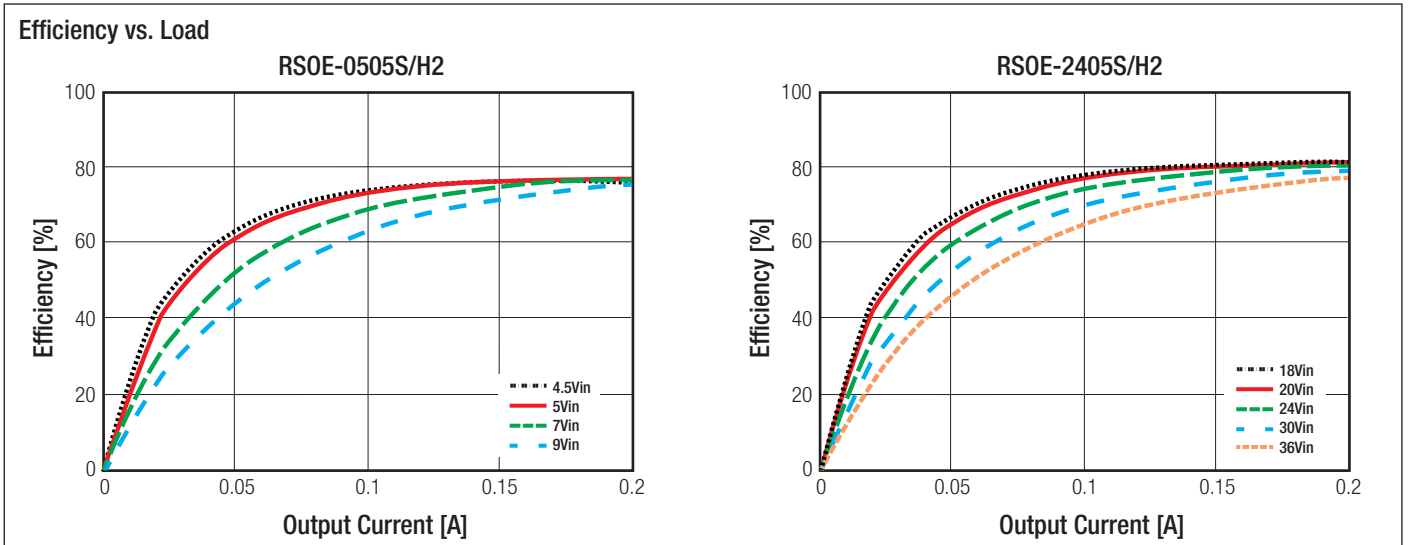 Efficiency vs. Load
RSOE-0505S/H2
100
80
60
40
20
0
Efficiency [%]
4.5Vin
5Vin
7Vin
9Vin
0
0.05
0.1
0.15
0.2
Output Current [A]
RSOE-2405S/H2
100
80
60
40
20
0
Efficiency [%]
18Vin
20Vin
24Vin
30Vin
36Vin
0
0.05
0.1
0.15
0.2
Output Current [A]